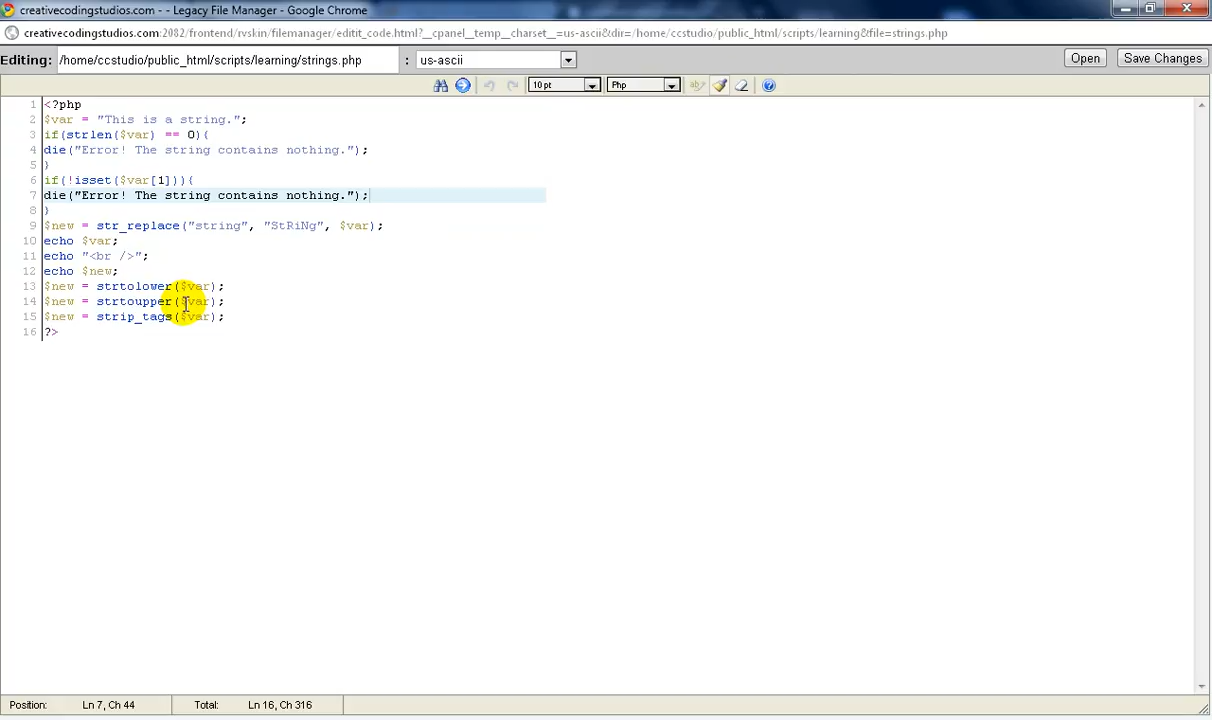 creativecodingstudios.com - - Legacy File Manager - Google Chrome
creativecodingstudios.com:2082/frontend/rvskin/filemanager/editit_code.html?__cpanel__temp__charset__=us-ascii&dir=/home/ccstudio/public_html/scripts/learning&file=strings.php
Editing: /home/ccstudio/public_html/scripts/learning/strings.php : us-ascii Open Save Changes
10 pt Php
1 <?php
2 $var = "This is a string.";
3 if(strlen($var) == 0){
4 die("Error! The string contains nothing.");
5 }
6 if(!isset($var[1])){
7 die("Error! The string contains nothing.");
8 }
9 $new = str_replace("string", "StRiNg", $var);
10 echo $var;
11 echo "<br />";
12 echo $new;
13 $new = strtolower($var);
14 $new = strtoupper($var);
15 $new = strip_tags($var);
16 ?>
Position: Ln 7, Ch 44 Total: Ln 16, Ch 316